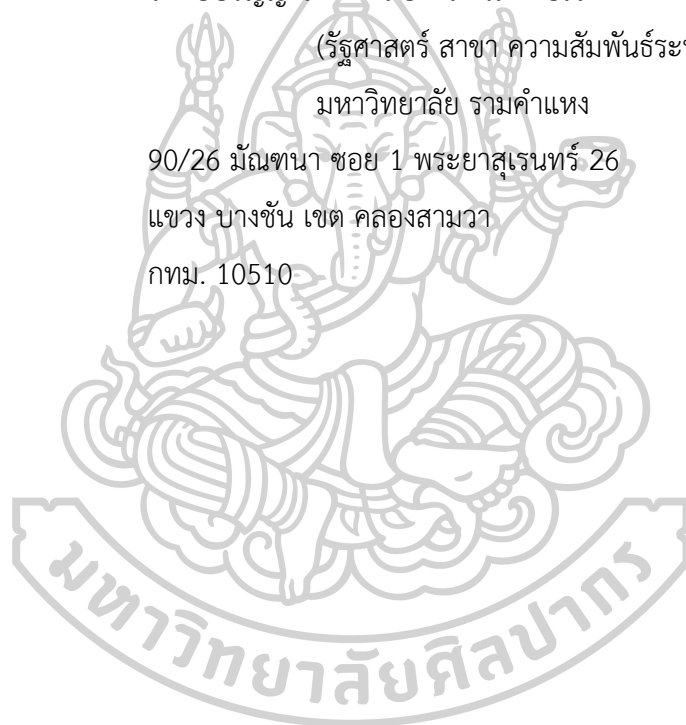 (รัฐศาสตร์ สาขา ความสัมพันธ์
มหาวิทยาลัย รามคำแหง
90/26 มัณฑนา ซอย 1 พระยาสุเรนทร์ 26
แขวง บางชัน เขต คลองสามวา
กทม. 10510
มหาวิทยาลัยศิลปากร